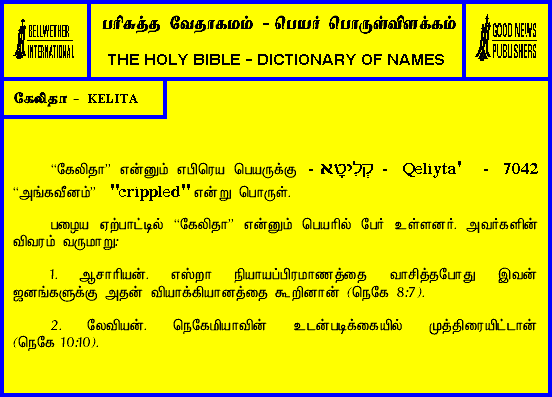 BELLWETHER
INTERNATIONAL
பரிசுத்த வேதாகமம் - பெயர் பொருள்விளக்கம்
THE HOLY BIBLE - DICTIONARY OF NAMES
GOOD NEWS
PUBLISHERS
கேலிதா - KELITA
“கேலிதா” என்னும் எபிரெய பெயருக்கு - קְלִיטָא - Qeliyta' - 7042
“அங்கவீனம்” "crippled" என்று பொருள்.
பழைய ஏற்பாட்டில் “கேலிதா” என்னும் பெயரில் பேர் உள்ளனர். அவர்களின்
விவரம் வருமாறு:
1. ஆசாரியன். எஸ்றா நியாயப்பிரமாணத்தை வாசித்தபோது இவன்
ஜனங்களுக்கு அதன் வியாக்கியானத்தை கூறினான் (நெகே 8:7).
2. லேவியன். நெகேமியாவின் உடன்படிக்கையில் முத்திரையிட்டான்
(நெகே 10:10).